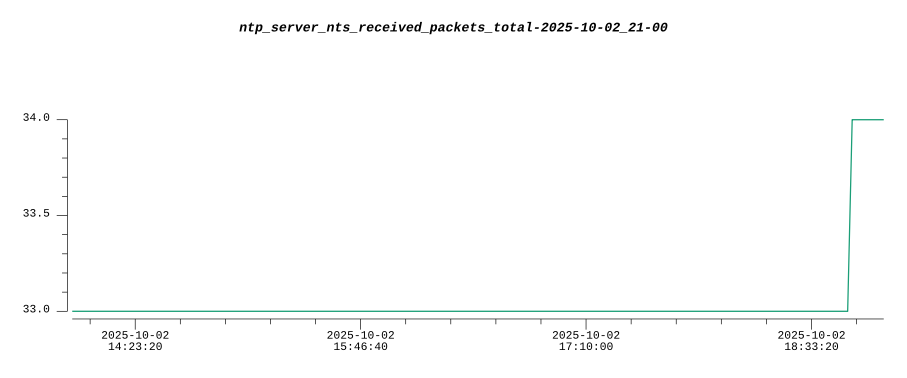 ntp_server_nts_received_packets_total-2025-10-02_21-00
34.0
33.5
33.0
2025-10-02 2025-10-02 2025-10-02 2025-10-02
14:23:20 15:46:40 17:10:00 18:33:20